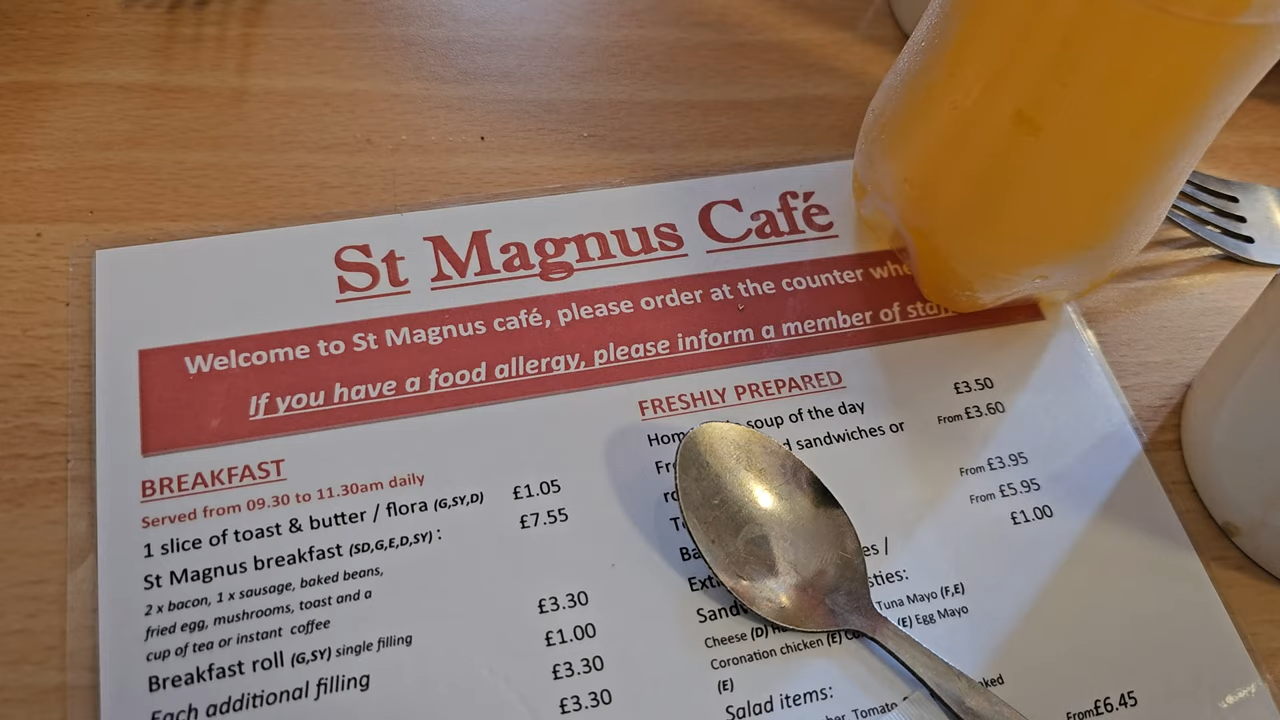 St Magnus Café
Welcome to St Magnus café, please order at the counter
If you have a food allergy, please inform a member of
BREAKFAST
Served from 09.30 to 11.30am daily
1 slice of toast & butter / flora (G,SY,D) £1.05
St Magnus breakfast (SD,G,E,D,SY) : £7.55
2 x bacon, 1 x sausage, baked beans,
fried egg, mushrooms, toast and a
cup of tea or instant coffee
Breakfast roll (G,SY) single filling £3.30
Each additional filling £1.00
£3.30
£3.30
FRESHLY PREPARED
soup of the day £3.50
sandwiches or From £3.60
From £3.95
From £5.95
£1.00
/
Cheese (D) Tuna Mayo (F,E)
Coronation chicken (E) (E) Egg Mayo
(E)
Salad items:
Tomato
From £6.45